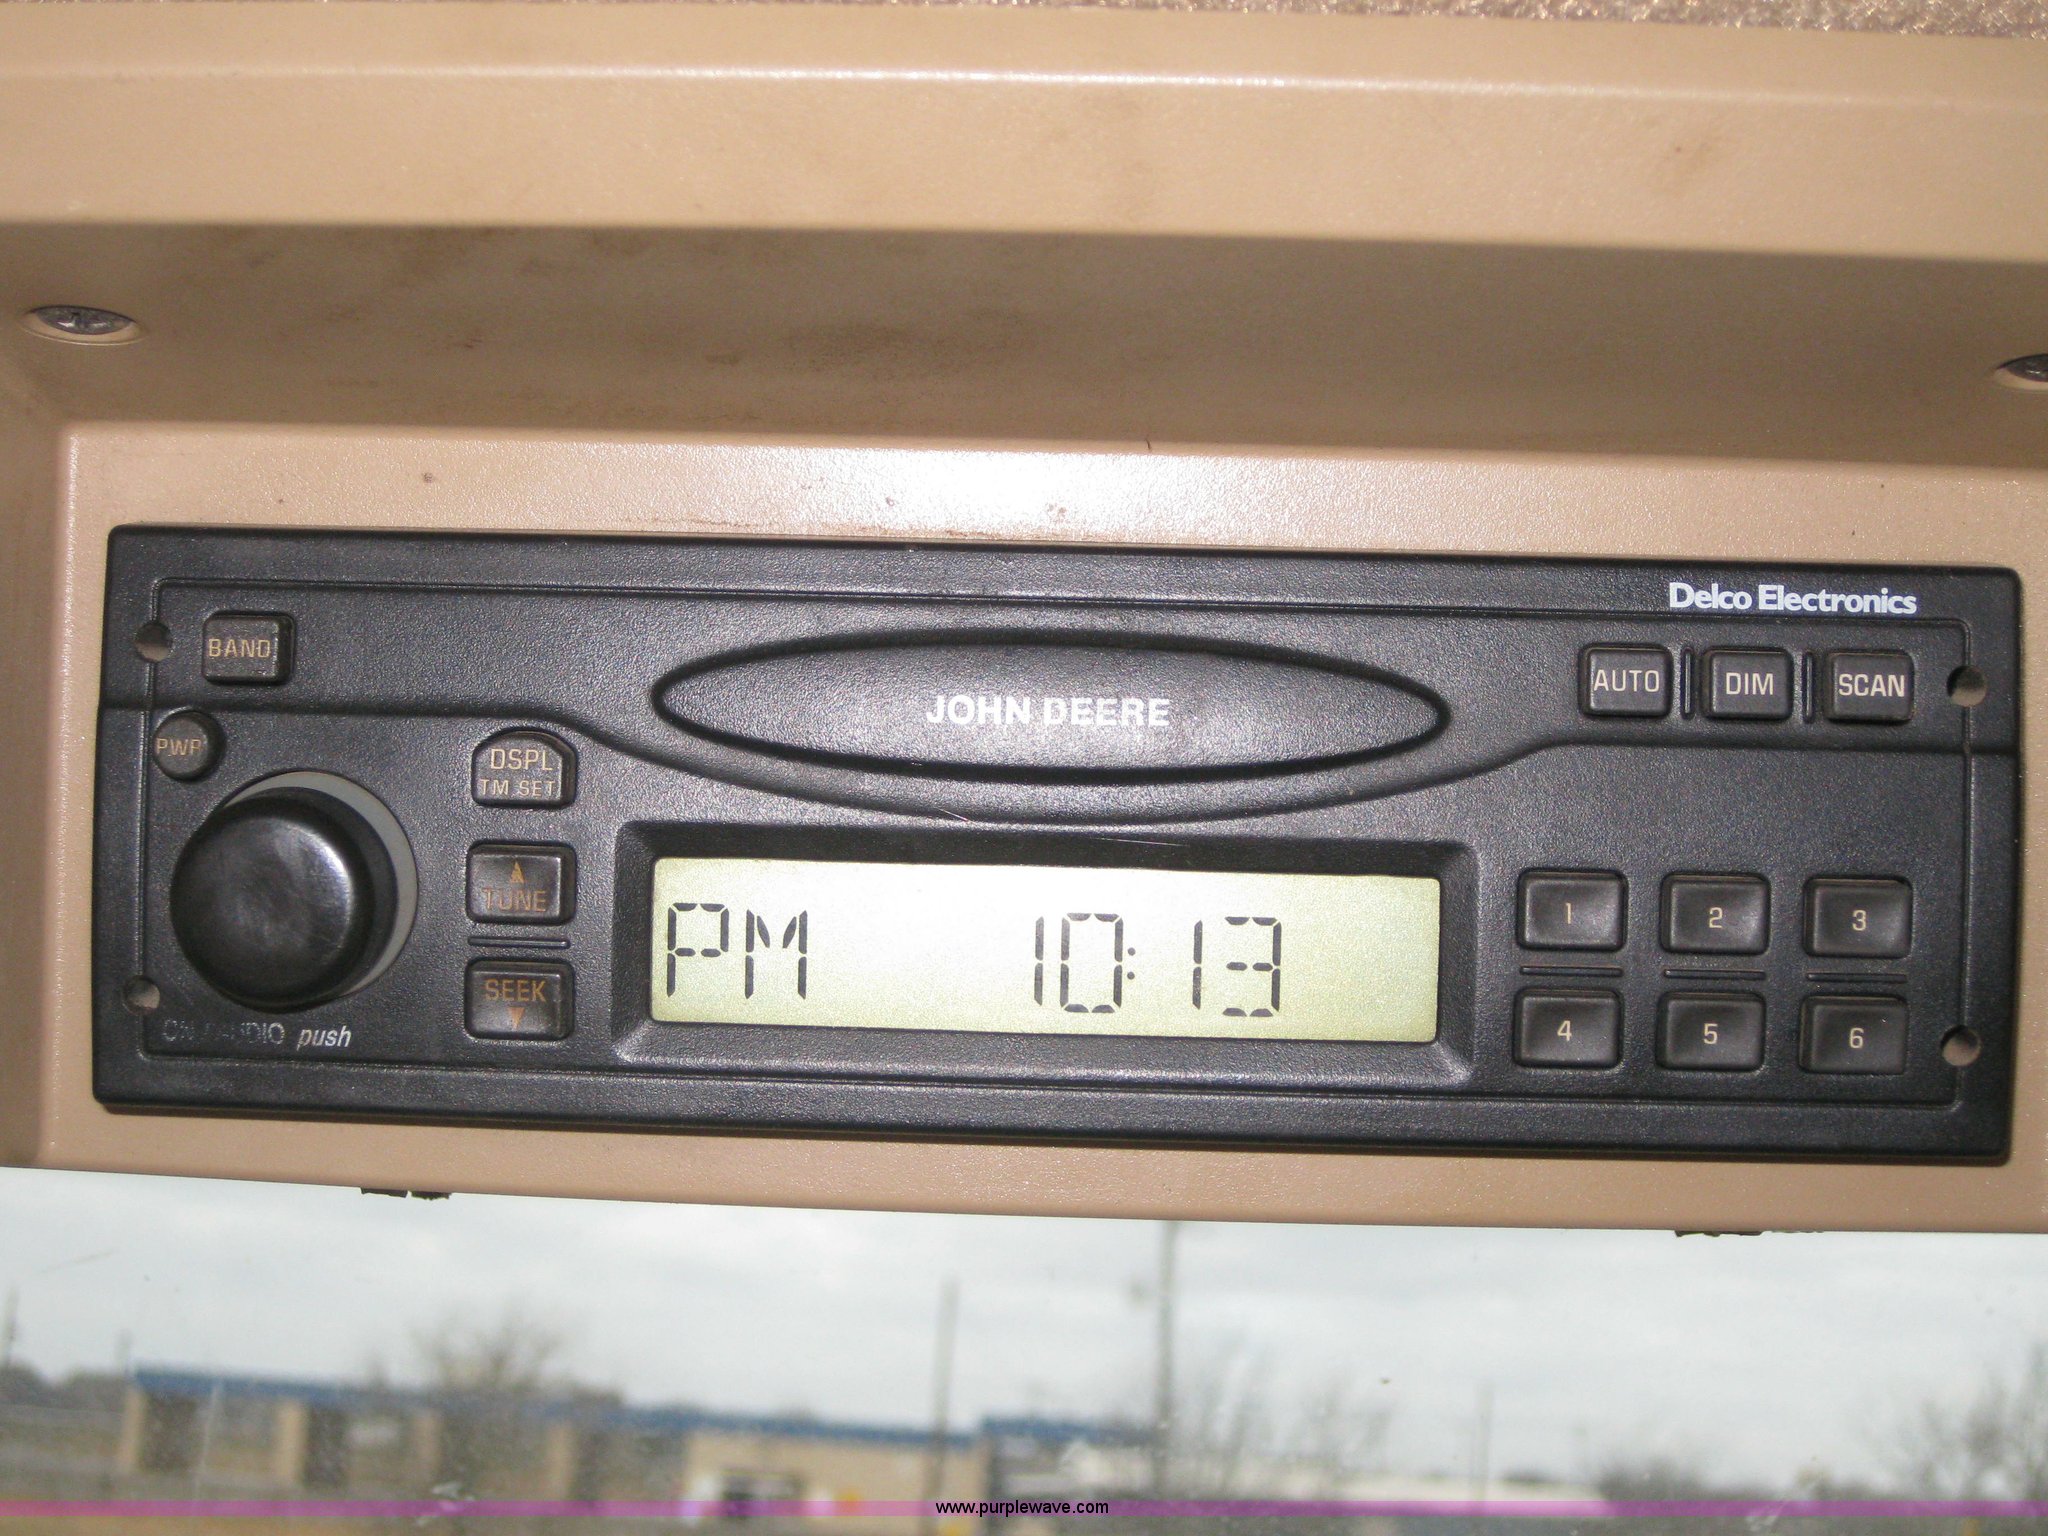 Delco Electronics
BAND
JOHN DEERE
AUTO DIM SCAN
PWR
DSPL
TM SET
TUNE
SEEK
PM 10:13
1 2 3
4 5 6
AUDIO push
www.purplewave.com